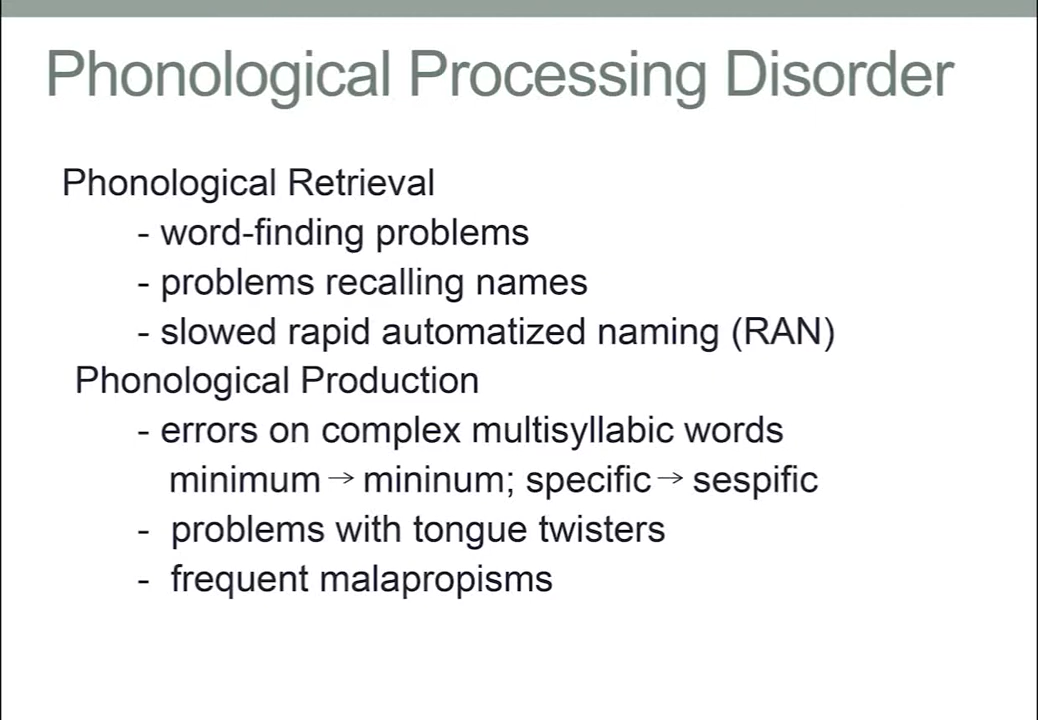 Phonological Processing Disorder
Phonological Retrieval
- word-finding problems
- problems recalling names
- slowed rapid automatized naming (RAN)
Phonological Production
- errors on complex multisyllabic words
minimum → mininum; specific → sespific
- problems with tongue twisters
- frequent malapropisms